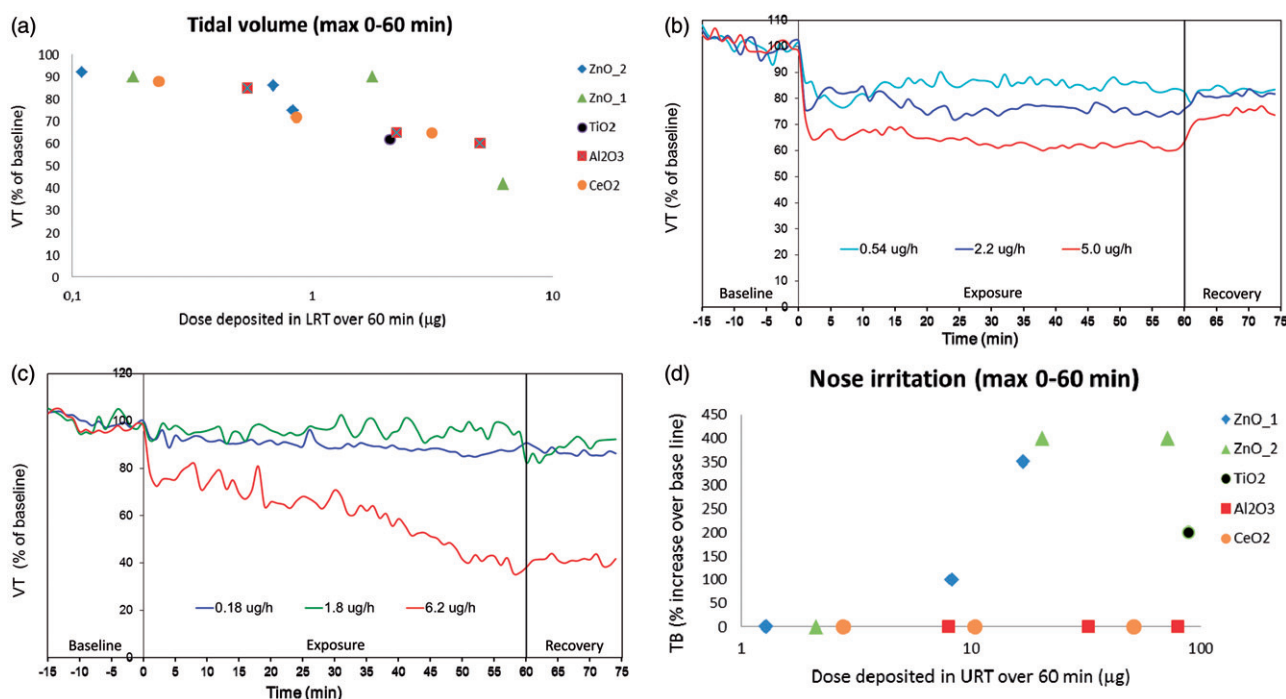 (a)
Tidal volume (max 0-60 min)
VT (% of baseline)
100
90
80
70
60
50
40
30
20
10
0
0,1 1 10
Dose deposited in LRT over 60 min (µg)
ZnO_2
ZnO_1
TiO2
Al2O3
CeO2
(b)
VT (% of baseline)
110
100
90
80
70
60
50
40
30
20
10
0
0.54 ug/h 2.2 ug/h 5.0 ug/h
Baseline Exposure Recovery
-15 -10 -5 0 5 10 15 20 25 30 35 40 45 50 55 60 65 70 75
Time (min)
(c)
VT (% of baseline)
120
100
80
60
40
20
0
0.18 ug/h 1.8 ug/h 6.2 ug/h
Baseline Exposure Recovery
-15 -10 -5 0 5 10 15 20 25 30 35 40 45 50 55 60 65 70 75
Time (min)
(d)
Nose irritation (max 0-60 min)
TB (% increase over base line)
450
400
350
300
250
200
150
100
50
0
1 10 100
Dose deposited in URT over 60 min (µg)
ZnO_1
ZnO_2
TiO2
Al2O3
CeO2